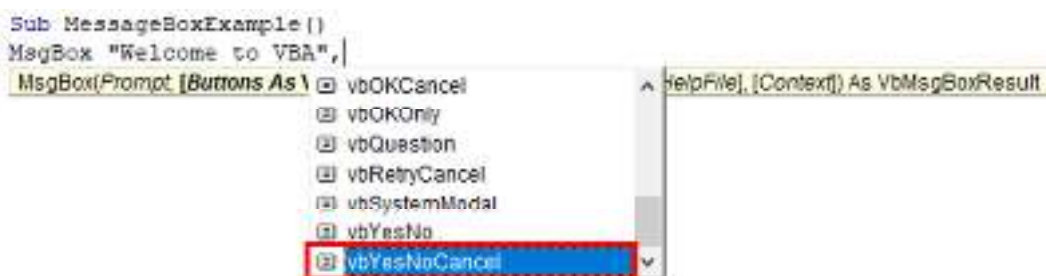 Sub MessageBoxExample()
MsgBox "Welcome to VBA",
MsgBox(Prompt, [Buttons As V elpFile], [Context]) As VbMsgBoxResult
vbOKCancel
vbOKOnly
vbQuestion
vbRetryCancel
vbSystemModal
vbYesNo
vbYesNoCancel